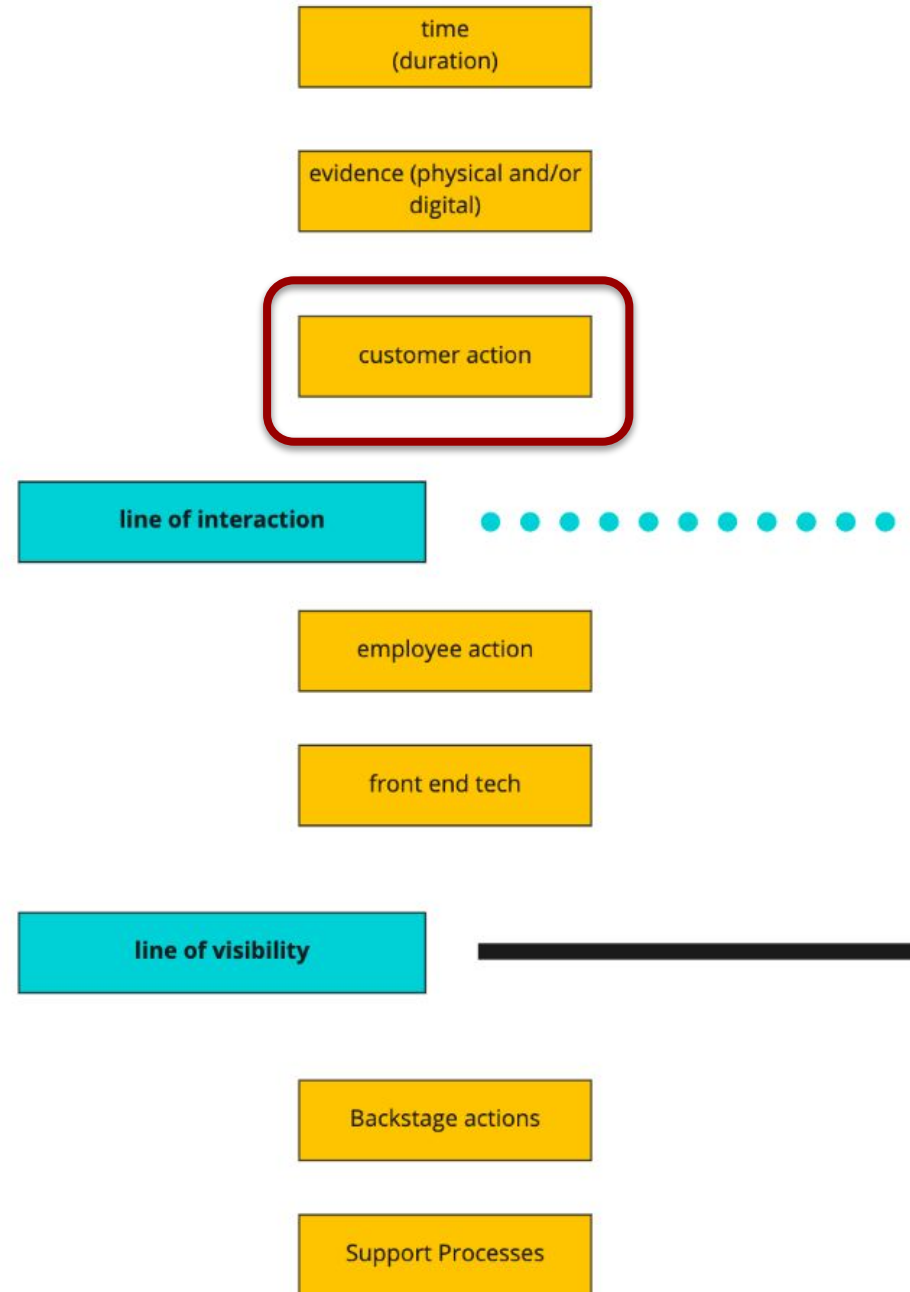 time
(duration)
evidence (physical and/or
digital)
customer action
line of interaction
employee action
front end tech
line of visibility
Backstage actions
Support Processes